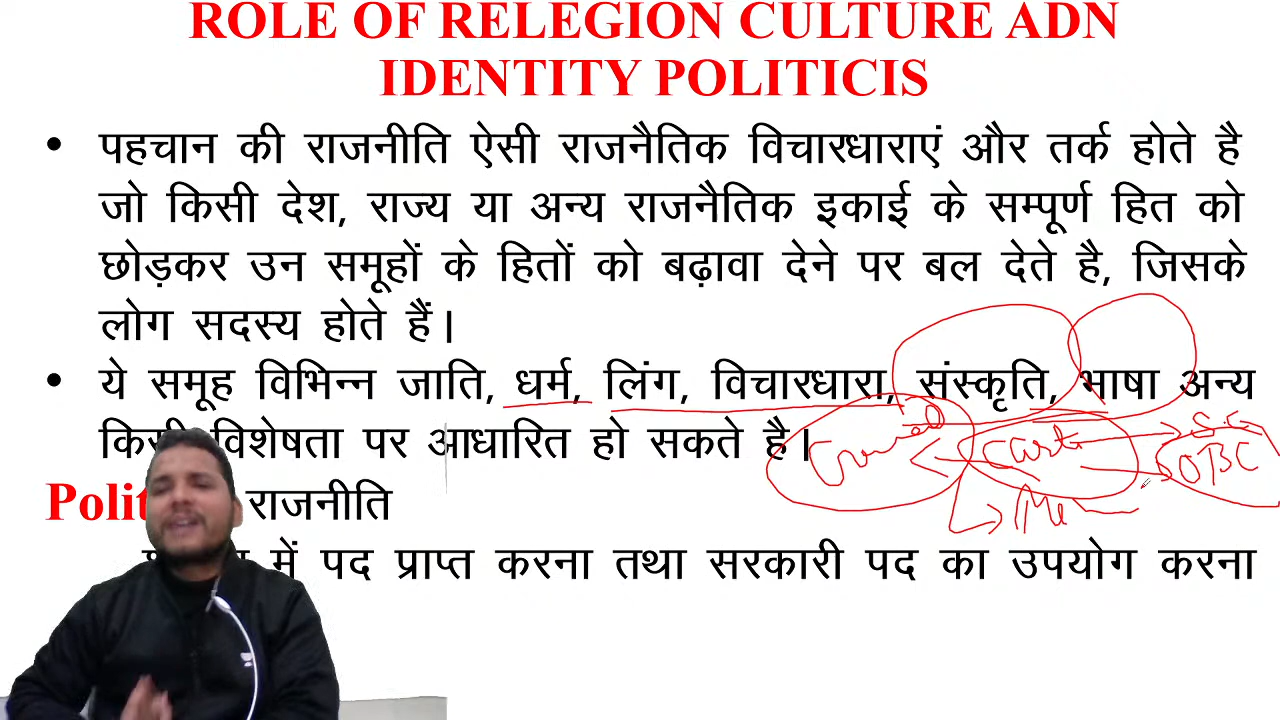 ROLE OF RELEGION CULTURE ADN
IDENTITY POLITICIS
• पहचान की राजनीति ऐसी राजनैतिक विचारधाराएं और तर्क होते है
जो किसी देश, राज्य या अन्य राजनैतिक इकाई के सम्पूर्ण हित को
छोड़कर उन समूहों के हितों को बढ़ावा देने पर बल देते है, जिसके
लोग सदस्य होते हैं।
• ये समूह विभिन्न जाति, धर्म, लिंग, विचारधारा, संस्कृति, भाषा अन्य
विशेषता पर आधारित हो सकते है।
राजनीति
में पद प्राप्त करना तथा सरकारी पद का उपयोग करना
OBC